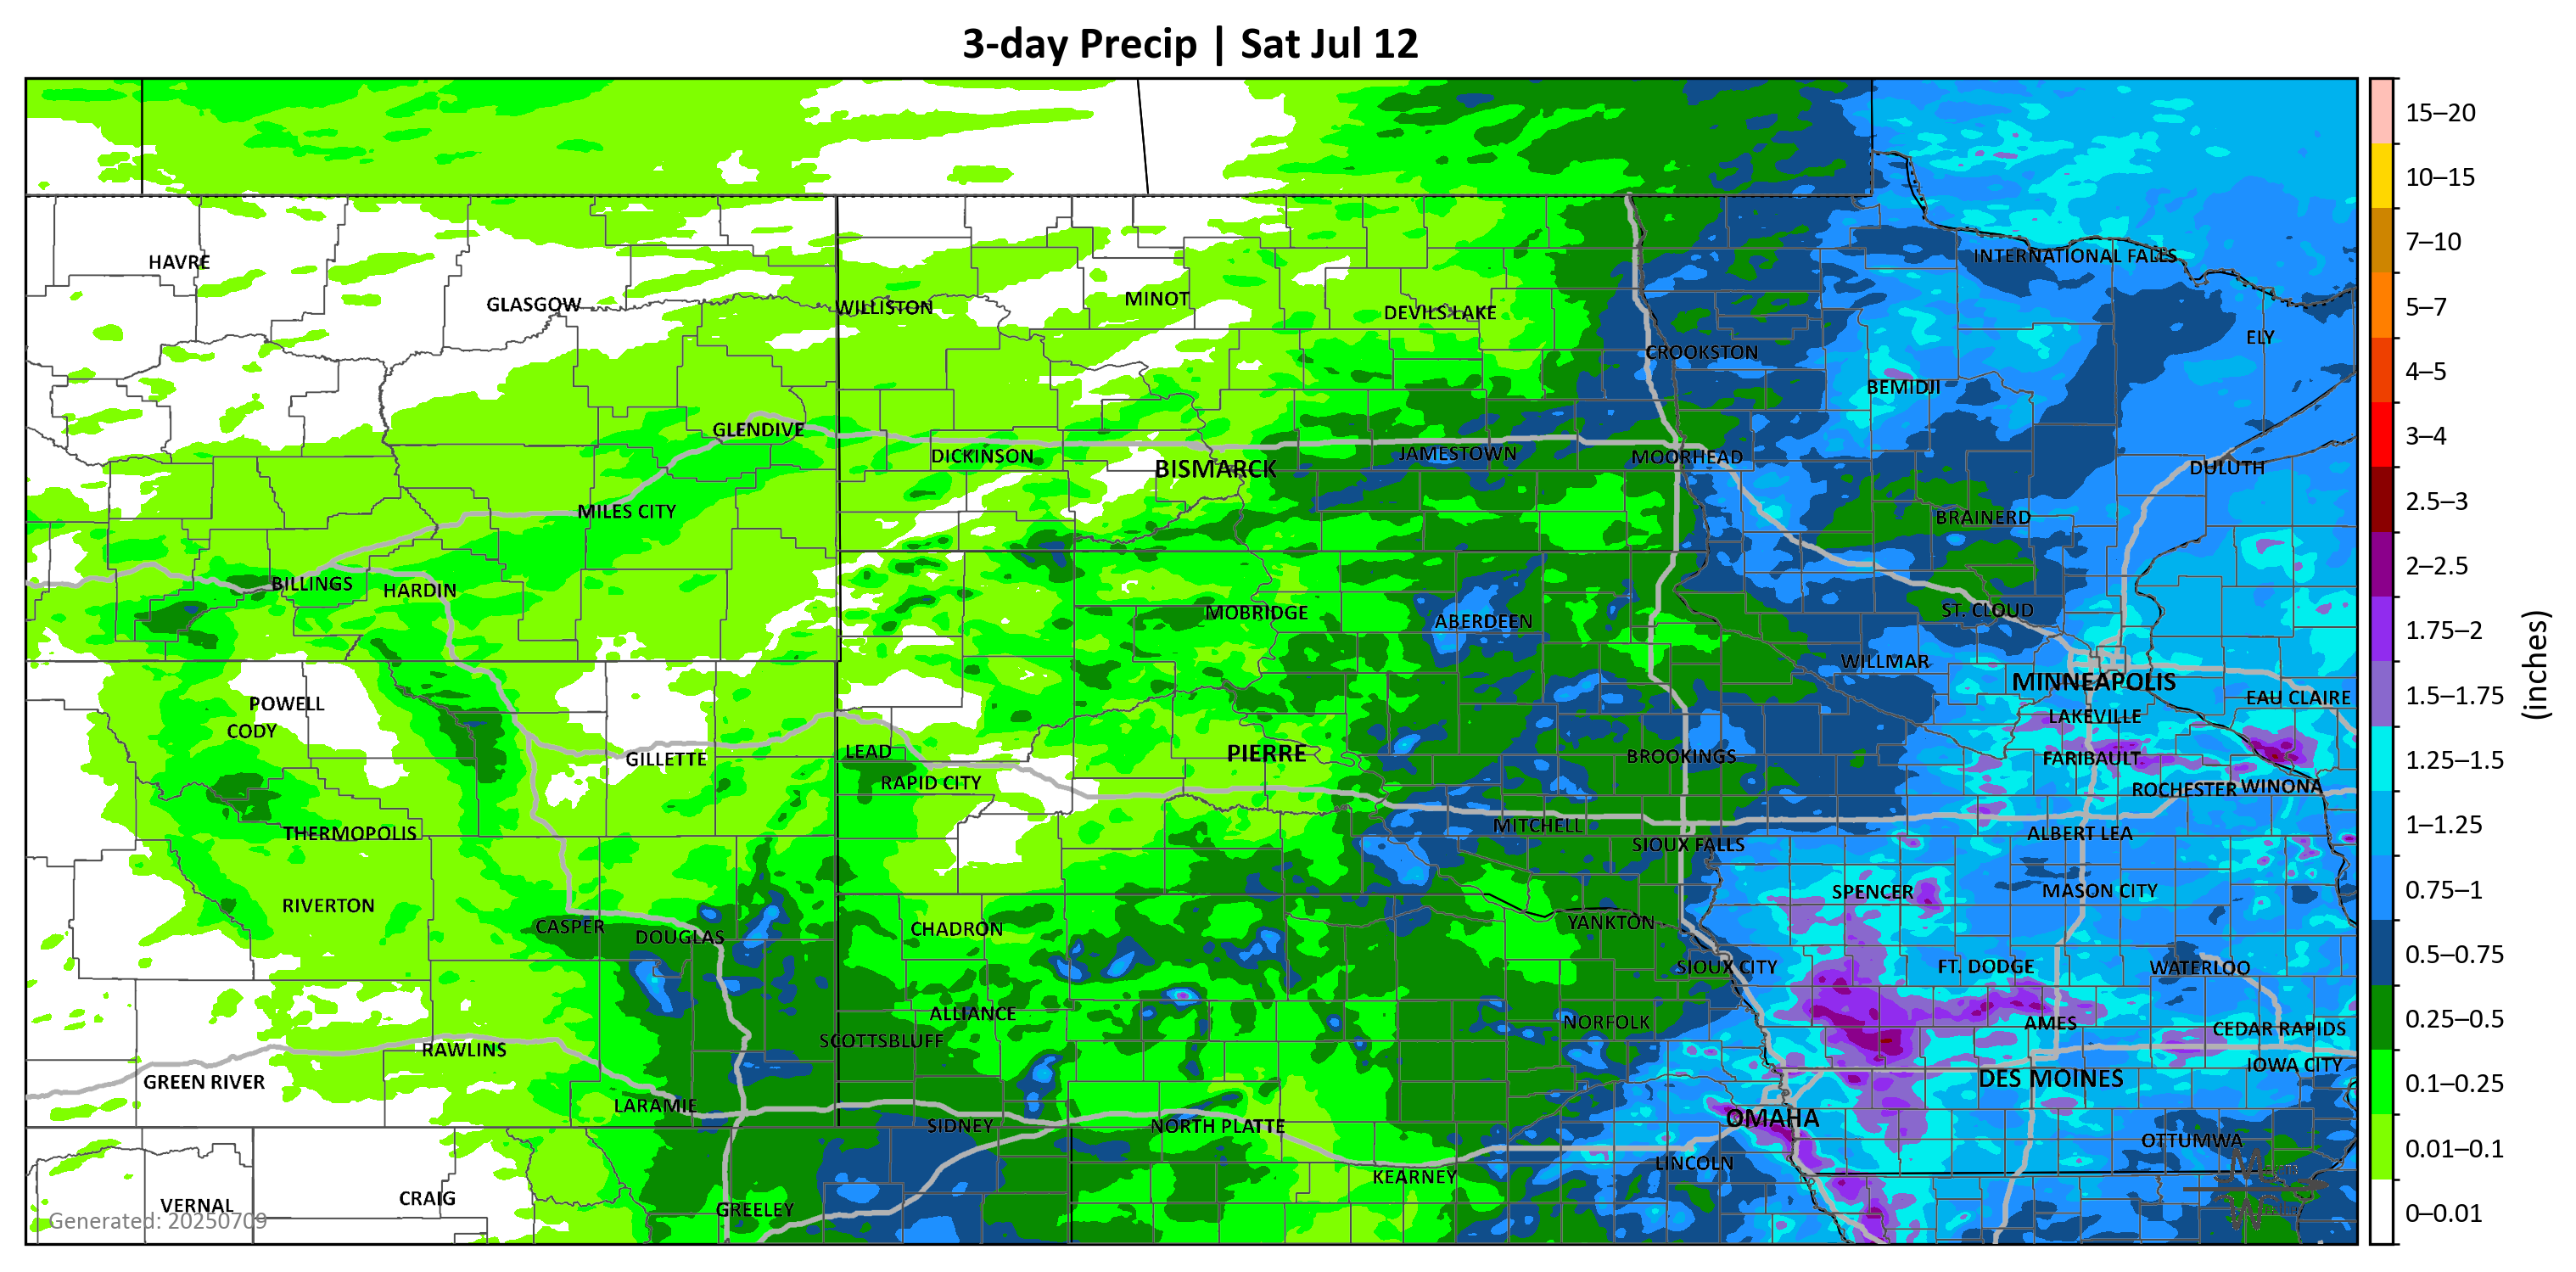 3-day Precip | Sat Jul 12
15–20
10–15
7–10
5–7
4–5
3–4
2.5–3
2–2.5
1.75–2
1.5–1.75
1.25–1.5
1–1.25
0.75–1
0.5–0.75
0.25–0.5
0.1–0.25
0.01–0.1
0–0.01
(inches)
HAVRE
INTERNATIONAL FALLS
GLASGOW
WILLISTON
MINOT
DEVILS LAKE
ELY
CROOKSTON
BEMIDJI
GLENDIVE
DICKINSON
BISMARCK
JAMESTOWN
MOORHEAD
DULUTH
MILES CITY
BRAINERD
BILLINGS
HARDIN
MOBRIDGE
ABERDEEN
ST. CLOUD
WILLMAR
MINNEAPOLIS
EAU CLAIRE
POWELL
CODY
LAKEVILLE
GILLETTE
LEAD
PIERRE
BROOKINGS
FARIBAULT
RAPID CITY
ROCHESTER
WINONA
THERMOPOLIS
MITCHELL
SIOUX FALLS
ALBERT LEA
RIVERTON
SPENCER
MASON CITY
CASPER
DOUGLAS
CHADRON
YANKTON
SIOUX CITY
FT. DODGE
WATERLOO
ALLIANCE
NORFOLK
AMES
CEDAR RAPIDS
SCOTTSBLUFF
RAWLINS
IOWA CITY
GREEN RIVER
DES MOINES
LARAMIE
SIDNEY
NORTH PLATTE
OMAHA
OTTUMWA
LINCOLN
KEARNEY
VERNAL
CRAIG
GREELEY
Generated: 20250709